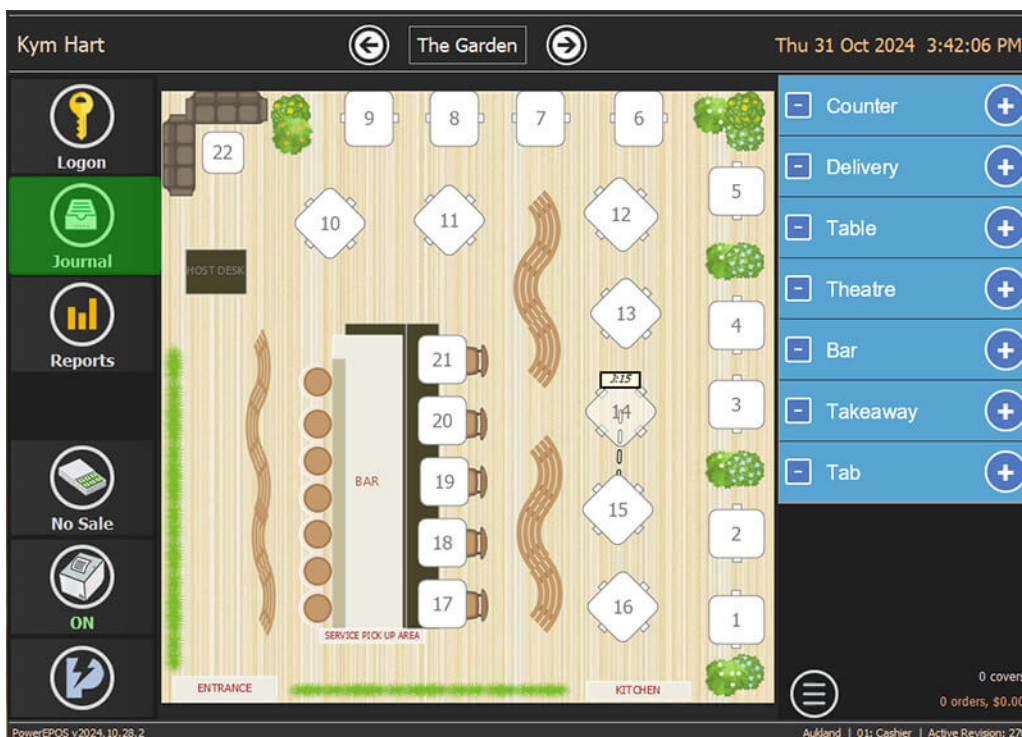 Kym Hart
The Garden
Thu 31 Oct 2024 3:42:06 PM
Logon
Journal
Reports
No Sale
ON
9
8
7
6
22
5
10
11
12
HOST DESK
13
4
21
J:15
14
3
20
BAR
19
15
18
2
17
16
1
SERVICE PICK UP AREA
ENTRANCE
KITCHEN
Counter
Delivery
Table
Theatre
Bar
Takeaway
Tab
0 covers
0 orders, $0.00
PowerEPOS v2024.10.28.2
Aukland | 01: Cashier | Active Revision: 27